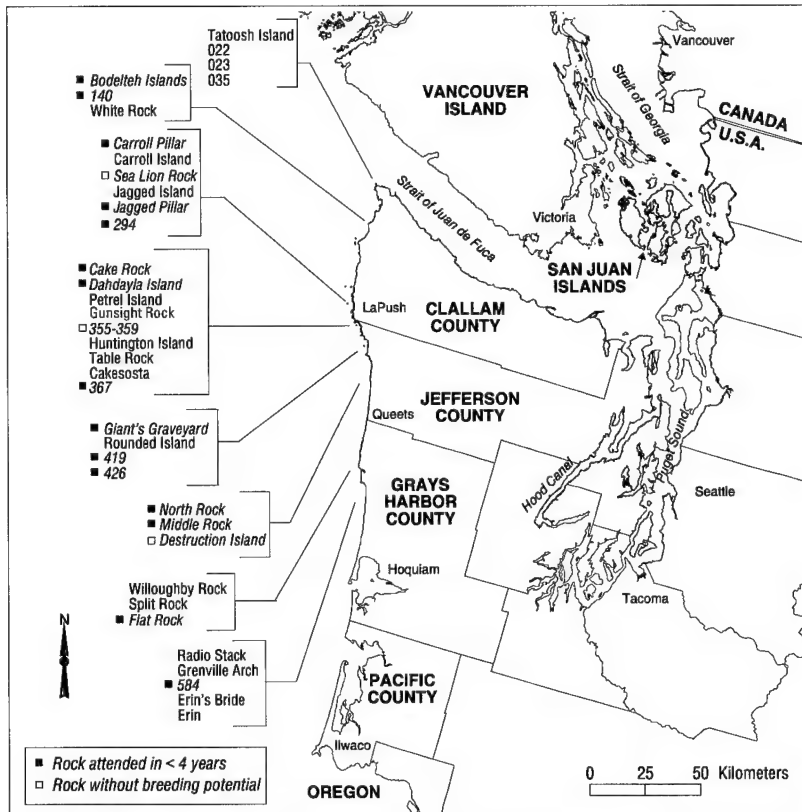 Tatoosh Island
022
023
035
■ Bodelteh Islands
■ 140
White Rock
■ Carroll Pillar
Carroll Island
□ Sea Lion Rock
Jagged Island
■ Jagged Pillar
■ 294
■ Cake Rock
■ Dahdayla Island
Petrel Island
Gunsight Rock
□ 355-359
Huntington Island
Table Rock
Cakesosta
■ 367
■ Giant's Graveyard
Rounded Island
■ 419
■ 426
■ North Rock
■ Middle Rock
□ Destruction Island
Willoughby Rock
Split Rock
■ Flat Rock
Radio Stack
Grenville Arch
■ 584
Erin's Bride
Erin
Vancouver
VANCOUVER
ISLAND
Strait of Georgia
CANADA
U.S.A.
Strait of Juan de Fuca
Victoria
SAN JUAN
ISLANDS
LaPush
CLALLAM
COUNTY
JEFFERSON
COUNTY
Queets
Hood Canal
Puget Sound
Seattle
GRAYS
HARBOR
COUNTY
Hoquiam
Tacoma
N
PACIFIC
COUNTY
Ilwaco
OREGON
■ Rock attended in < 4 years
□ Rock without breeding potential
0 25 50 Kilometers